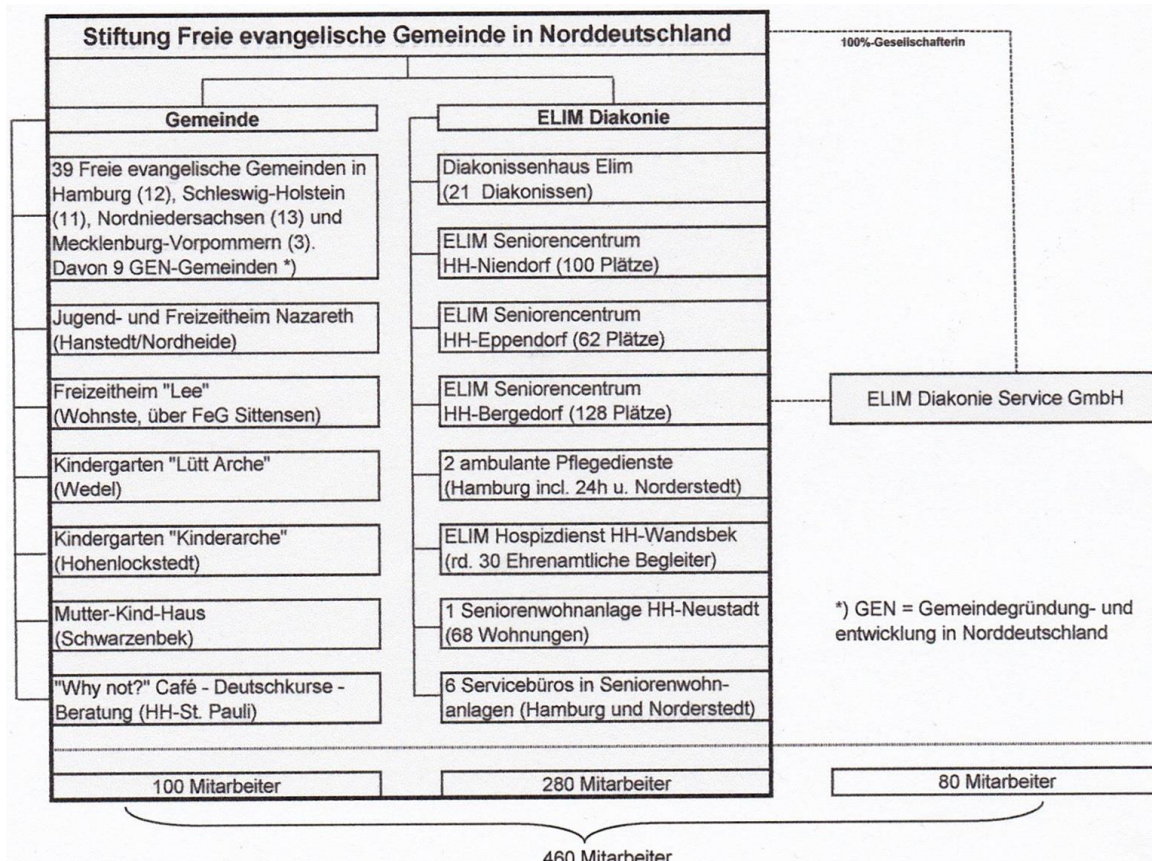 Stiftung Freie evangelische Gemeinde in Norddeutschland
100%-Gesellschafterin
Gemeinde
39 Freie evangelische Gemeinden in
Hamburg (12), Schleswig-Holstein
(11), Nordniedersachsen (13) und
Mecklenburg-Vorpommern (3).
Davon 9 GEN-Gemeinden *)
Jugend- und Freizeitheim Nazareth
(Hanstedt/Nordheide)
Freizeitheim "Lee"
(Wohnste, über FeG Sittensen)
Kindergarten "Lütt Arche"
(Wedel)
Kindergarten "Kinderarche"
(Hohenlockstedt)
Mutter-Kind-Haus
(Schwarzenbek)
"Why not?" Café - Deutschkurse -
Beratung (HH-St. Pauli)
ELIM Diakonie
Diakonissenhaus Elim
(21 Diakonissen)
ELIM Seniorencentrum
HH-Niendorf (100 Plätze)
ELIM Seniorencentrum
HH-Eppendorf (62 Plätze)
ELIM Seniorencentrum
HH-Bergedorf (128 Plätze)
2 ambulante Pflegedienste
(Hamburg incl. 24h u. Norderstedt)
ELIM Hospizdienst HH-Wandsbek
(rd. 30 Ehrenamtliche Begleiter)
1 Seniorenwohnanlage HH-Neustadt
(68 Wohnungen)
6 Servicebüros in Seniorenwohn-
anlagen (Hamburg und Norderstedt)
ELIM Diakonie Service GmbH
*) GEN = Gemeindegründung- und
entwicklung in Norddeutschland
100 Mitarbeiter
280 Mitarbeiter
80 Mitarbeiter
460 Mitarbeiter